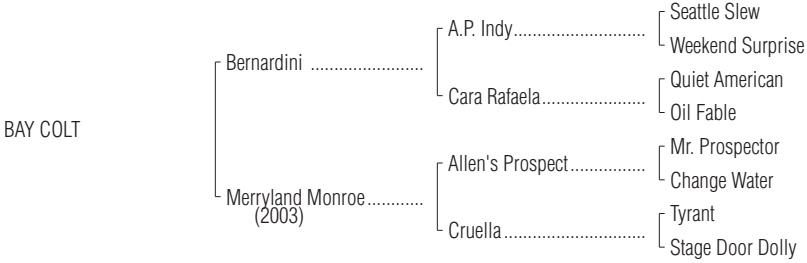 Seattle Slew
A.P. Indy..............................
Weekend Surprise
Bernardini .........................
Quiet American
Cara Rafaela........................
Oil Fable
BAY COLT
Mr. Prospector
Allen's Prospect.................
Change Water
Merryland Monroe............
(2003)
Tyrant
Cruella................................
Stage Door Dolly